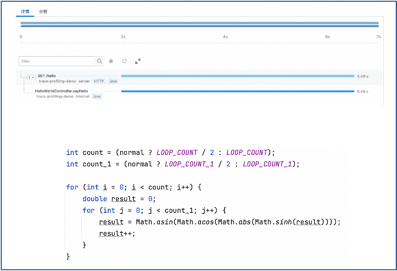 详情 分析
0 2s 4s 6s 7s
Filter
GET /hello 6.49 s
trace-profiling-demo server HTTP java
HelloWorldController.sayHello 6.49 s
trace-profiling-demo internal java
int count = (normal ? LOOP_COUNT / 2 : LOOP_COUNT);
int count_1 = (normal ? LOOP_COUNT_1 / 2 : LOOP_COUNT_1);
for (int i = 0; i < count; i++) {
double result = 0;
for (int j = 0; j < count_1; j++) {
result = Math.asin(Math.acos(Math.abs(Math.sinh(result))));
result++;
}
}